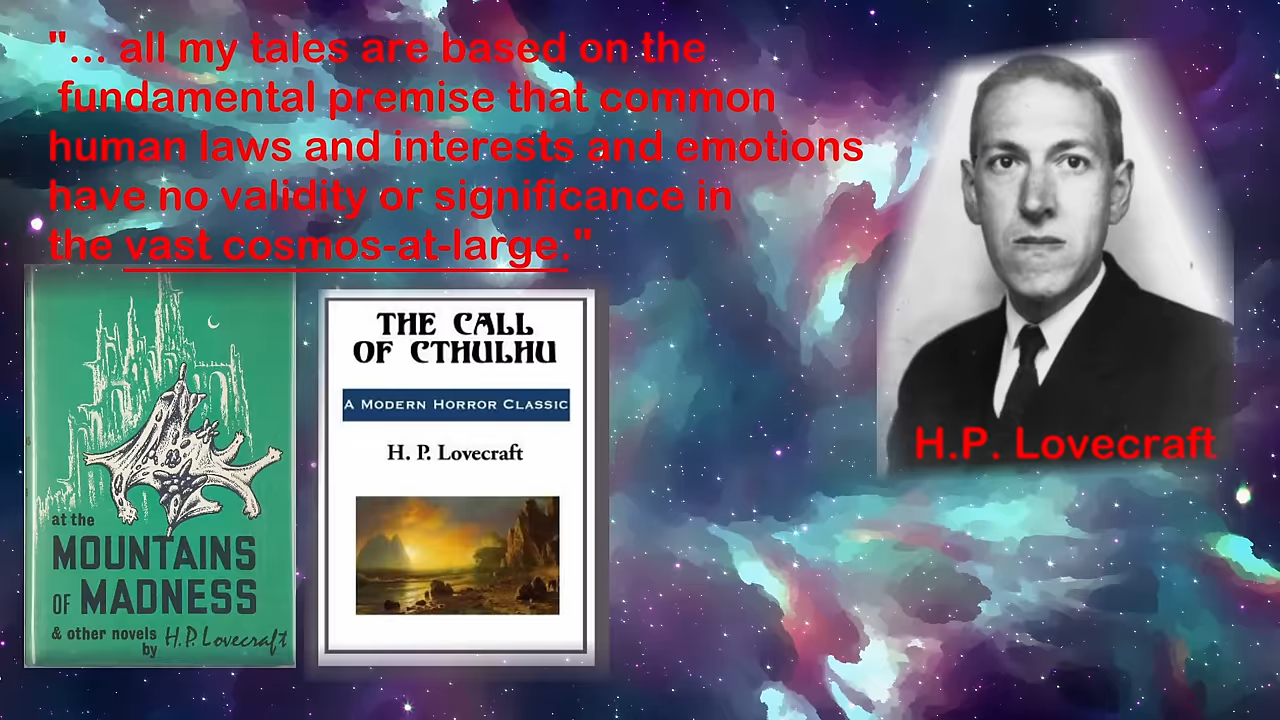 "... all my tales are based on the
fundamental premise that common
human laws and interests and emotions
have no validity or significance in
the vast cosmos-at-large."
H.P. Lovecraft
at the
MOUNTAINS
OF MADNESS
& other novels
by H.P. Lovecraft
THE CALL
OF CTHULHU
A MODERN HORROR CLASSIC
H. P. Lovecraft